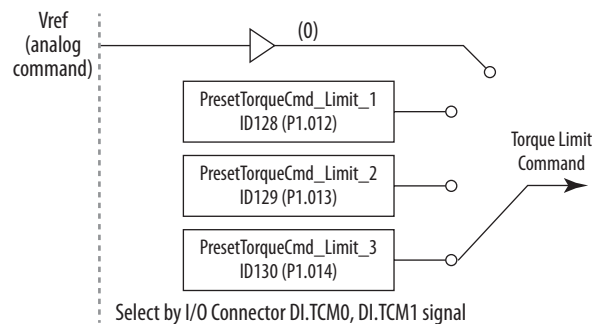 Vref
(analog
command)
(0)
PresetTorqueCmd_Limit_1
ID128 (P1.012)
PresetTorqueCmd_Limit_2
ID129 (P1.013)
Torque Limit
Command
PresetTorqueCmd_Limit_3
ID130 (P1.014)
Select by I/O Connector DI.TCM0, DI.TCM1 signal